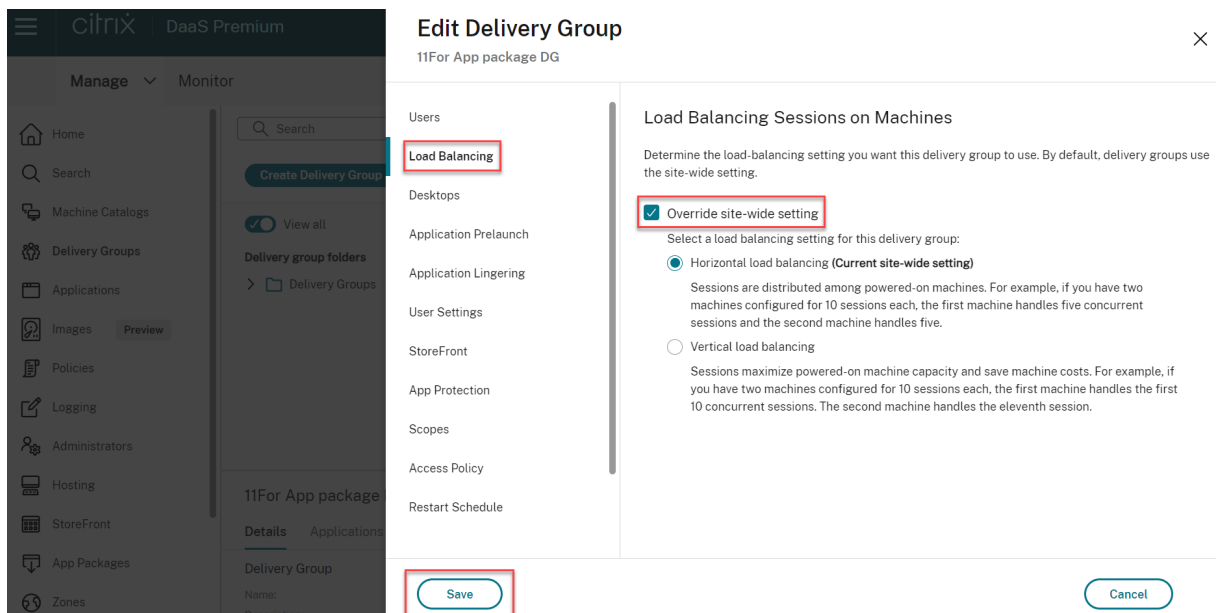 citrix DaaS Premium
Manage Monitor
Home
Search
Machine Catalogs
Delivery Groups
Applications
Images Preview
Policies
Logging
Administrators
Hosting
StoreFront
App Packages
Zones
Search
Create Delivery Group
View all
Delivery group folders
Delivery Groups
11For App package
Details Applications
Delivery Group
Name:
Edit Delivery Group
11For App package DG
Users
Load Balancing
Desktops
Application Prelaunch
Application Lingering
User Settings
StoreFront
App Protection
Scopes
Access Policy
Restart Schedule
Load Balancing Sessions on Machines
Determine the load-balancing setting you want this delivery group to use. By default, delivery groups use
the site-wide setting.
Override site-wide setting
Select a load balancing setting for this delivery group:
Horizontal load balancing (Current site-wide setting)
Sessions are distributed among powered-on machines. For example, if you have two
machines configured for 10 sessions each, the first machine handles five concurrent
sessions and the second machine handles five.
Vertical load balancing
Sessions maximize powered-on machine capacity and save machine costs. For example, if
you have two machines configured for 10 sessions each, the first machine handles the first
10 concurrent sessions. The second machine handles the eleventh session.
Save
Cancel